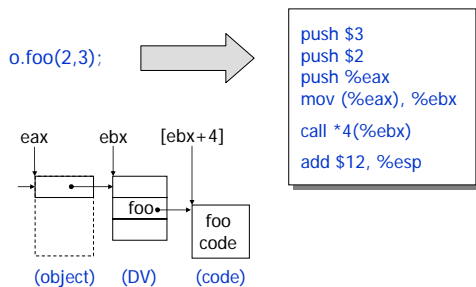 o.foo(2,3);
push $3
push $2
push %eax
mov (%eax), %ebx
call *4(%ebx)
add $12, %esp
eax
ebx
[ebx+4]
foo
foo
code
(object)
(DV)
(code)